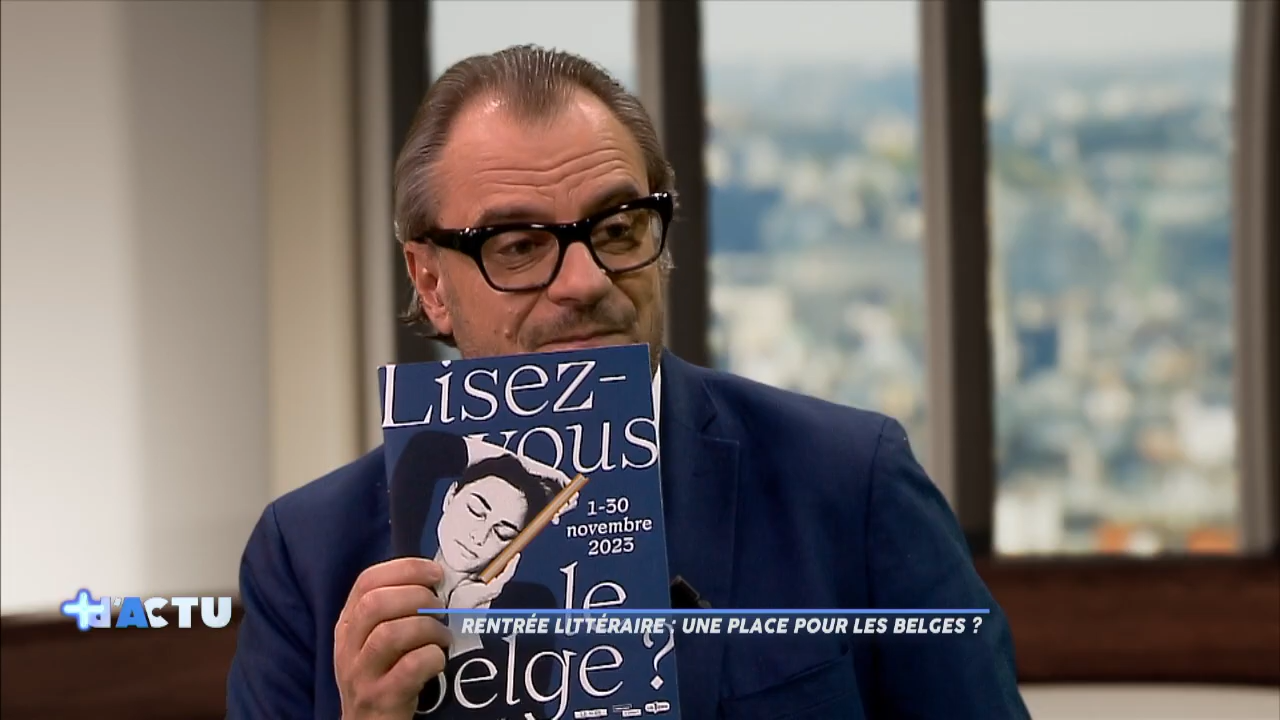 Lisez-
vous
1-30
novembre
2023
le
belge ?
+d'ACTU
RENTRÉE LITTÉRAIRE : UNE PLACE POUR LES BELGES ?